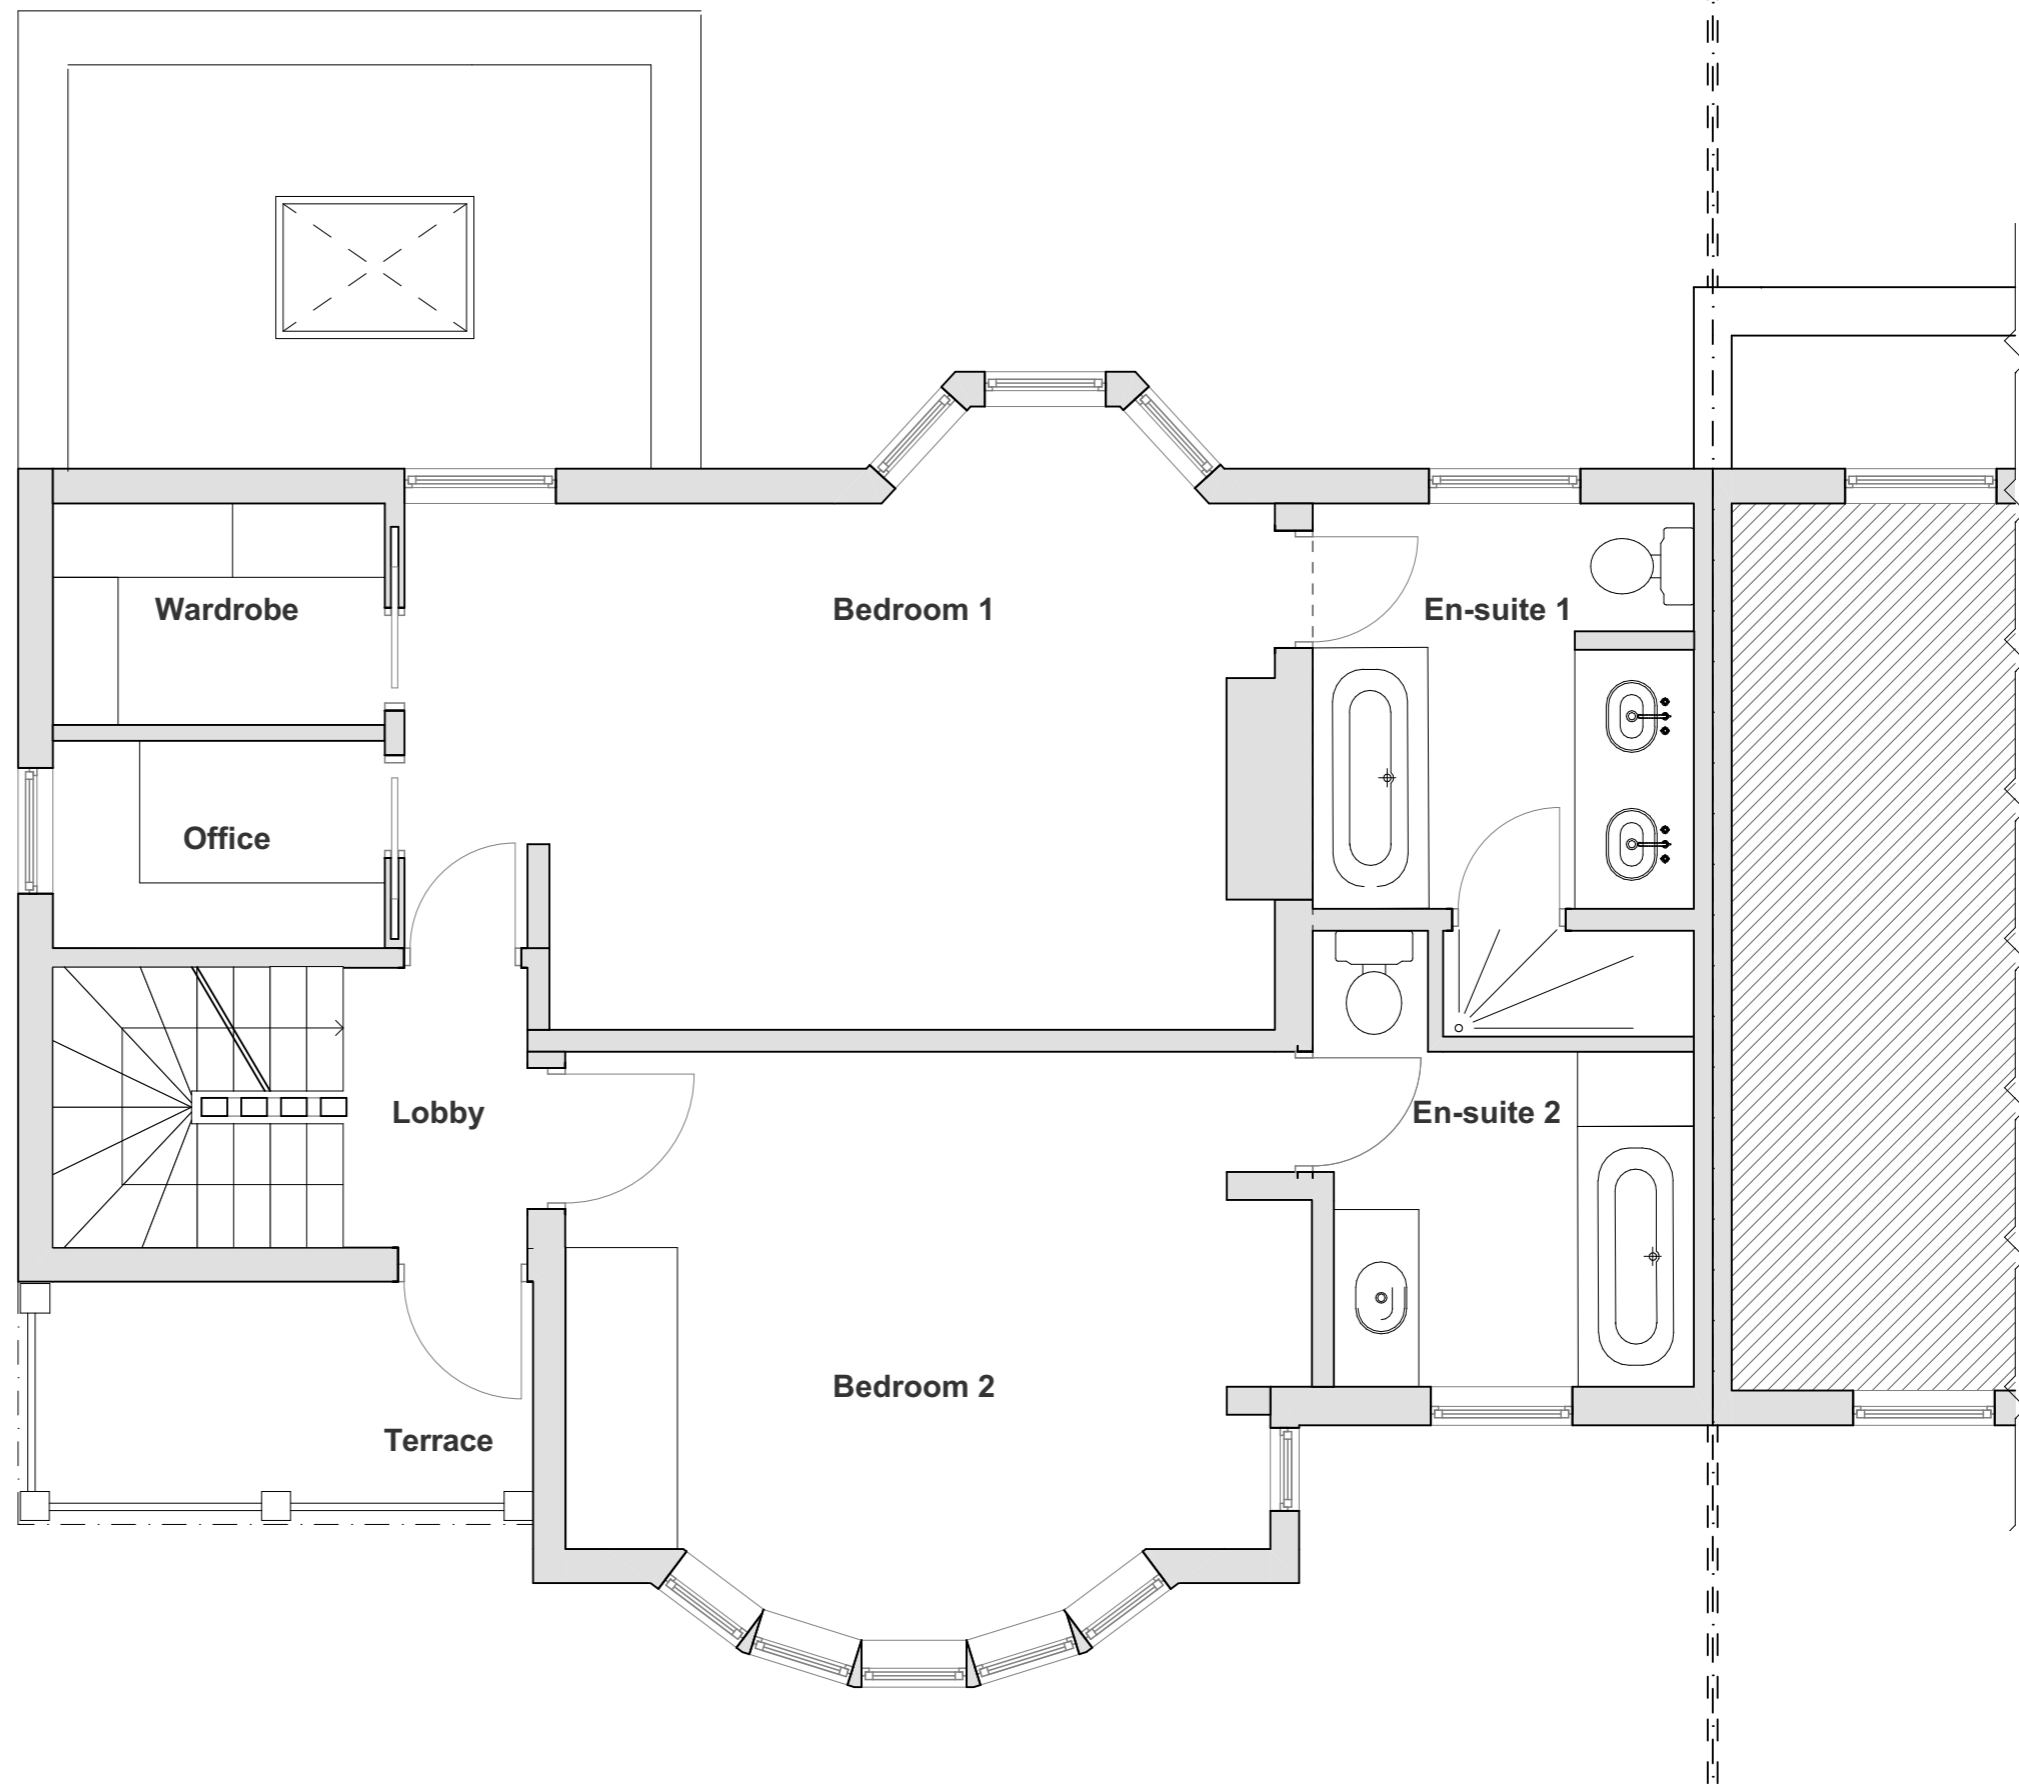 Wardrobe
Bedroom 1
En-suite 1
Office
Lobby
En-suite 2
Bedroom 2
Terrace